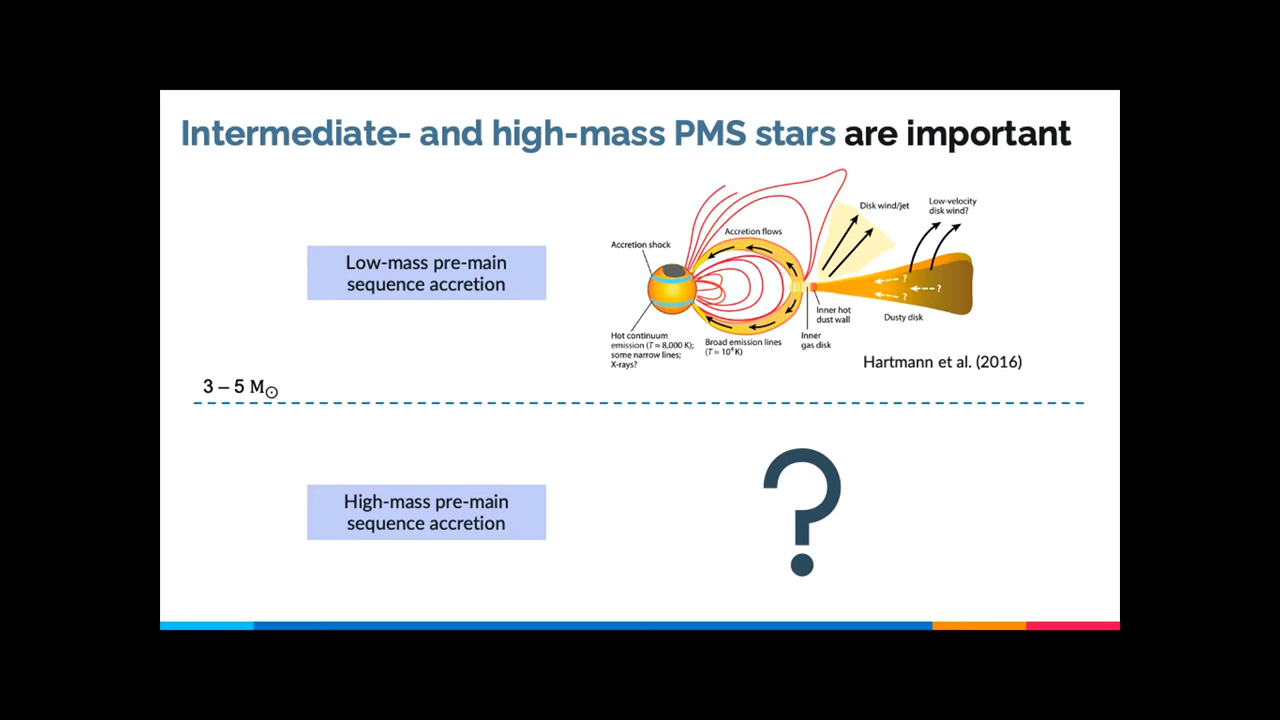 Intermediate- and high-mass PMS stars are important
Low-mass pre-main
sequence accretion
Accretion shock
Accretion flows
Disk wind/jet
Low-velocity
disk wind?
?
?
?
Inner hot
dust wall
Dusty disk
Inner
gas disk
Hot continuum
emission (T ≈ 8,000 K);
some narrow lines;
X-rays?
Broad emission lines
(T ≈ 10⁴ K)
Hartmann et al. (2016)
3 – 5 M⊙
High-mass pre-main
sequence accretion
?